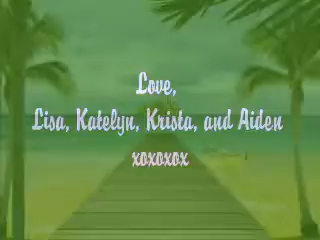 Love,
Lisa, Katelyn, Krista, and Aiden
xoxoxox